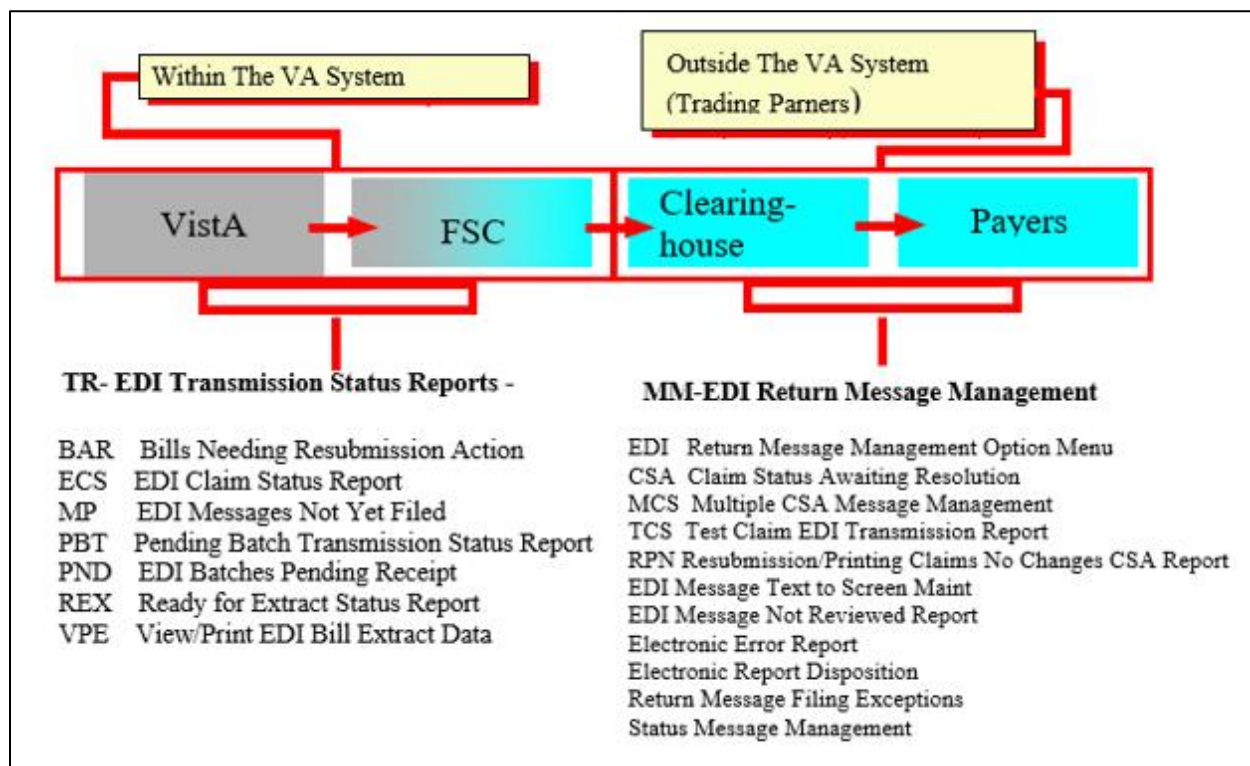 Within The VA System
Outside The VA System
(Trading Parners)
VistA
FSC
Clearing-
house
Payers
TR- EDI Transmission Status Reports -
BAR Bills Needing Resubmission Action
ECS EDI Claim Status Report
MP EDI Messages Not Yet Filed
PBT Pending Batch Transmission Status Report
PND EDI Batches Pending Receipt
REX Ready for Extract Status Report
VPE View/Print EDI Bill Extract Data
MM-EDI Return Message Management
EDI Return Message Management Option Menu
CSA Claim Status Awaiting Resolution
MCS Multiple CSA Message Management
TCS Test Claim EDI Transmission Report
RPN Resubmission/Printing Claims No Changes CSA Report
EDI Message Text to Screen Maint
EDI Message Not Reviewed Report
Electronic Error Report
Electronic Report Disposition
Return Message Filing Exceptions
Status Message Management